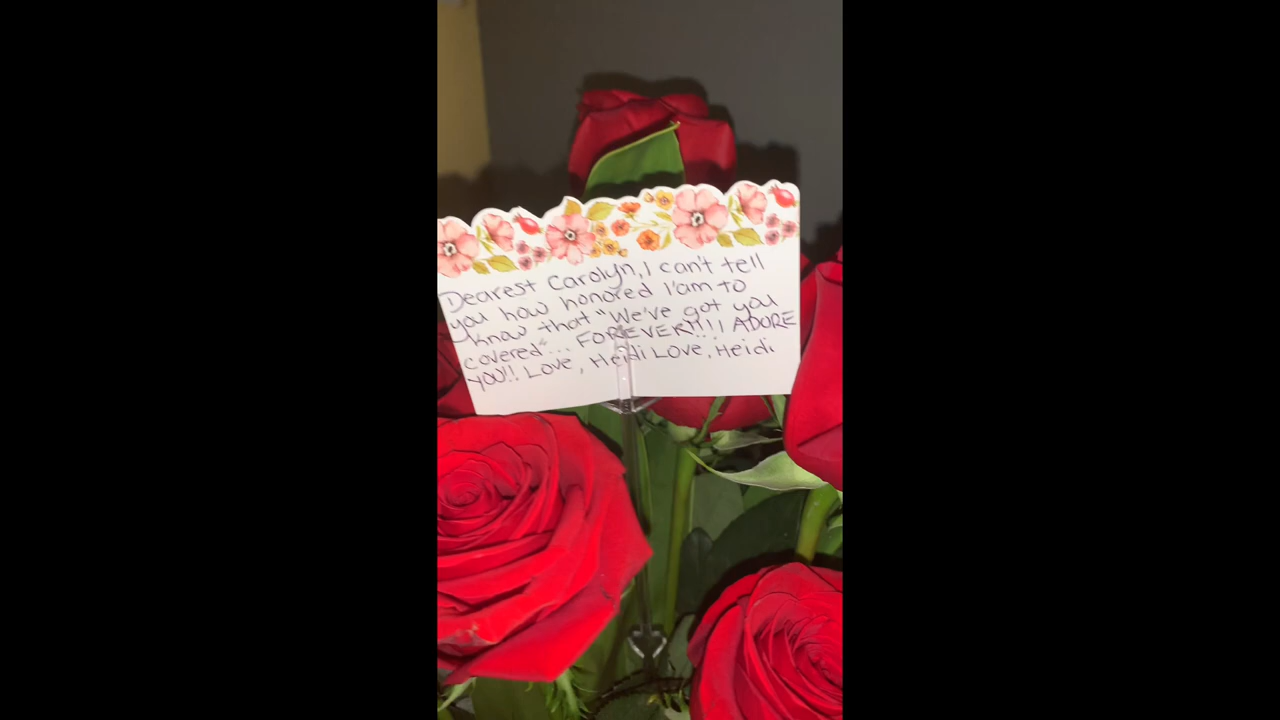 Dearest Carolyn, I can't tell
you how honored I'am to
know that "We've got you
covered"... FOREVER!!! I ADORE
YOU!! Love, Heidi Love, Heidi